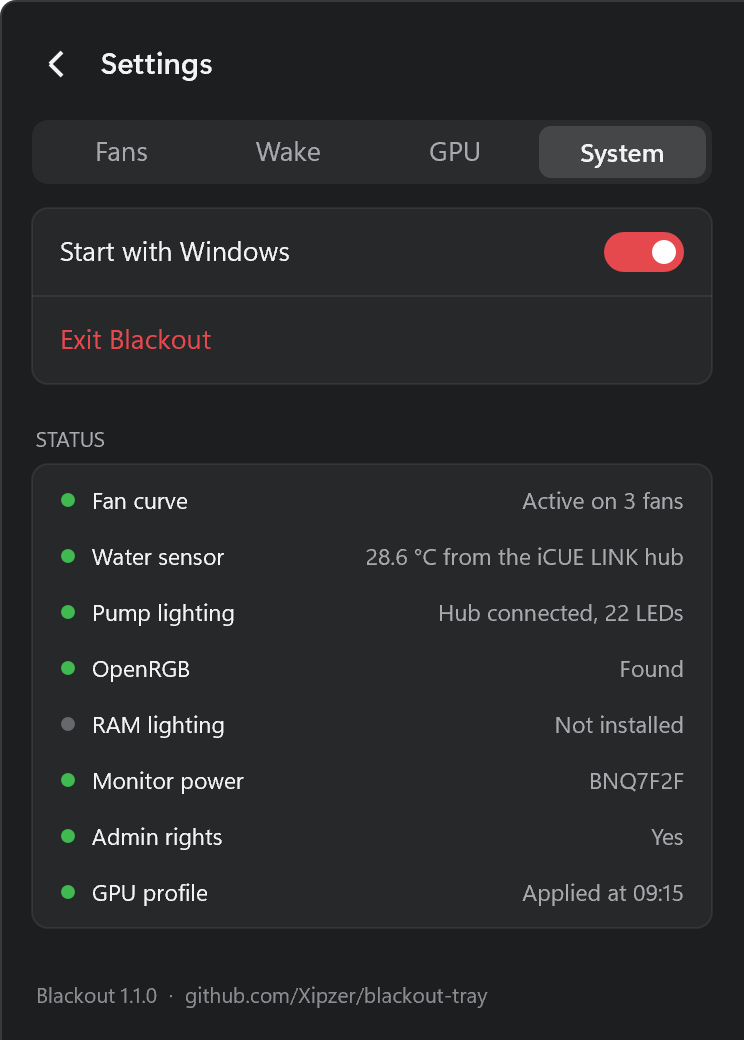 Settings
Fans Wake GPU System
Start with Windows
Exit Blackout
STATUS
Fan curve Active on 3 fans
Water sensor 28.6 °C from the iCUE LINK hub
Pump lighting Hub connected, 22 LEDs
OpenRGB Found
RAM lighting Not installed
Monitor power BNQ7F2F
Admin rights Yes
GPU profile Applied at 09:15
Blackout 1.1.0 · github.com/Xipzer/blackout-tray